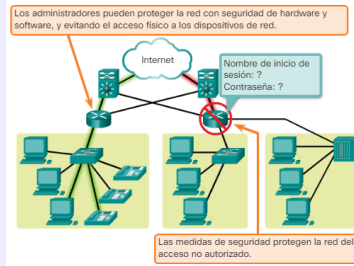 Los administradores pueden proteger la red con seguridad de hardware y
software, y evitando el acceso físico a los dispositivos de red.
Internet
Nombre de inicio de
sesión: ?
Contraseña: ?
Las medidas de seguridad protegen la red del
acceso no autorizado.